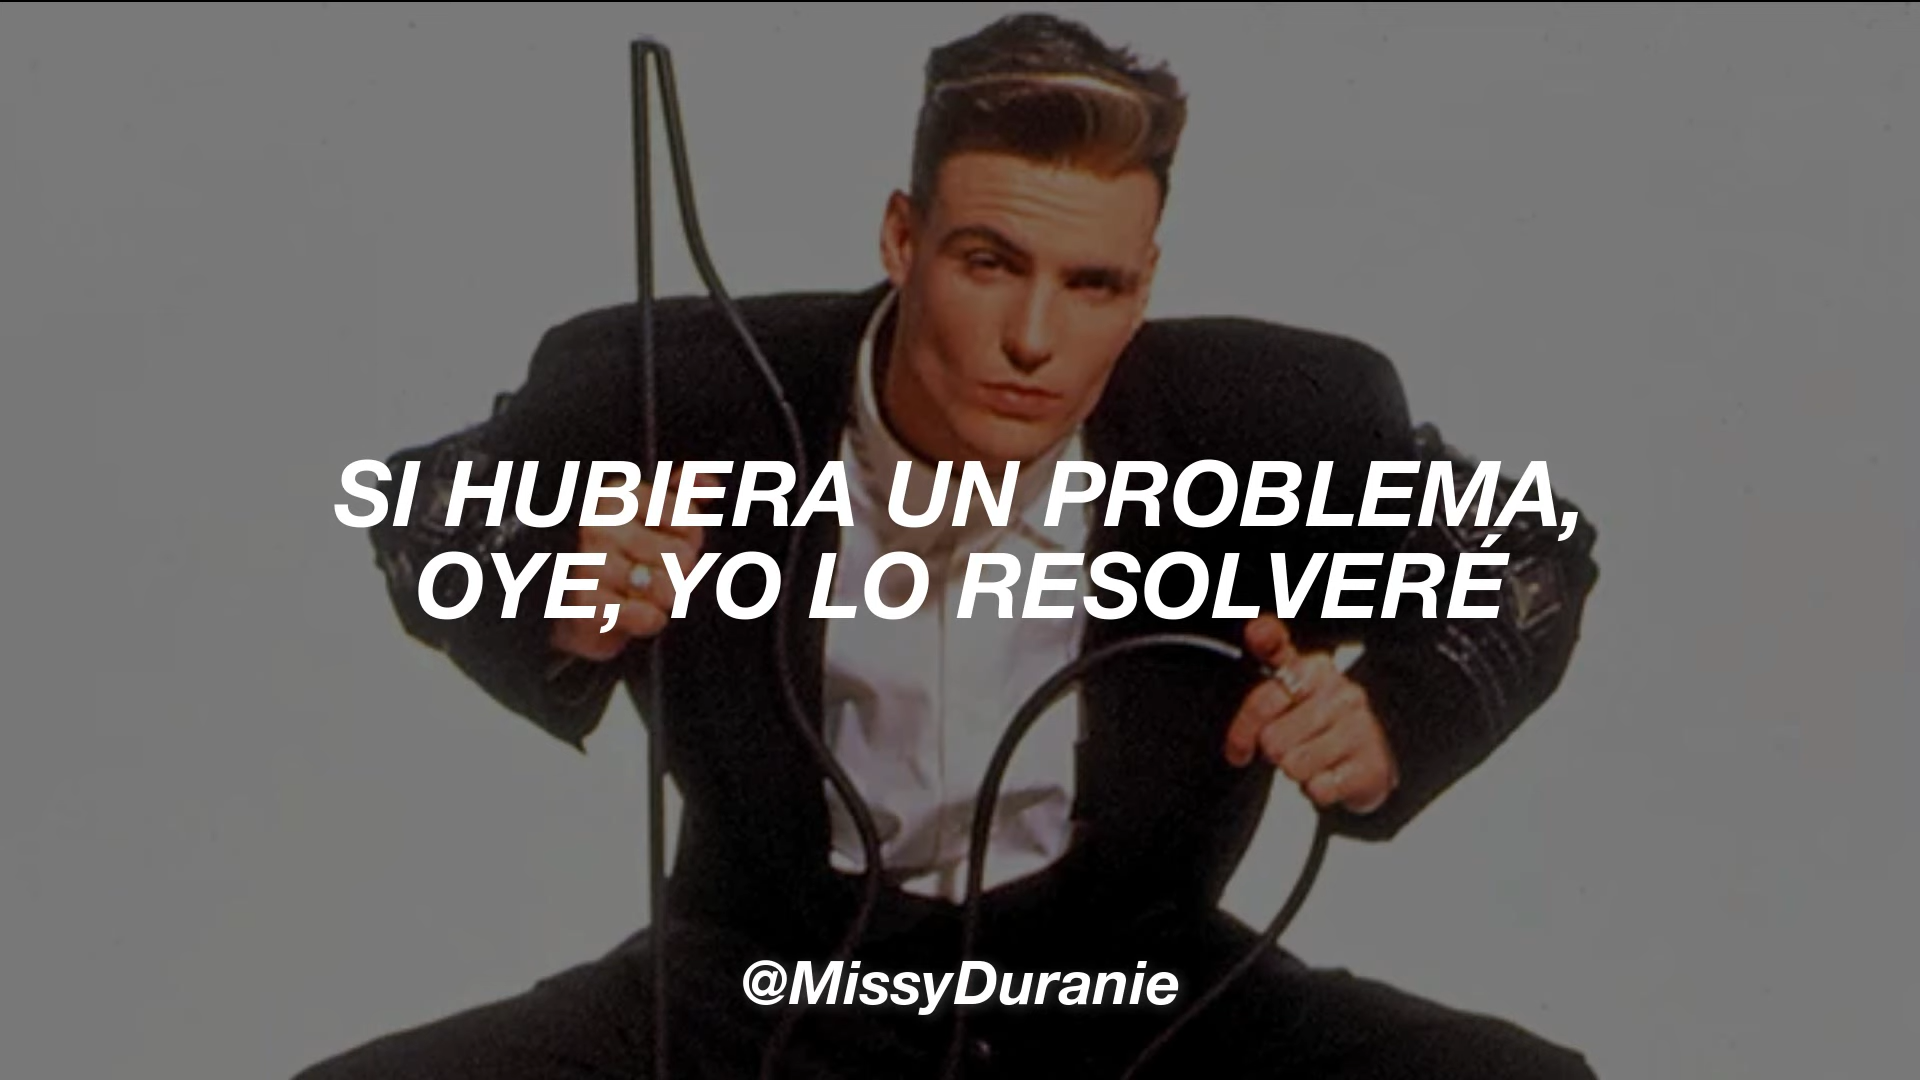 SI HUBIERA UN PROBLEMA,
OYE, YO LO RESOLVERÉ
@MissyDuranie